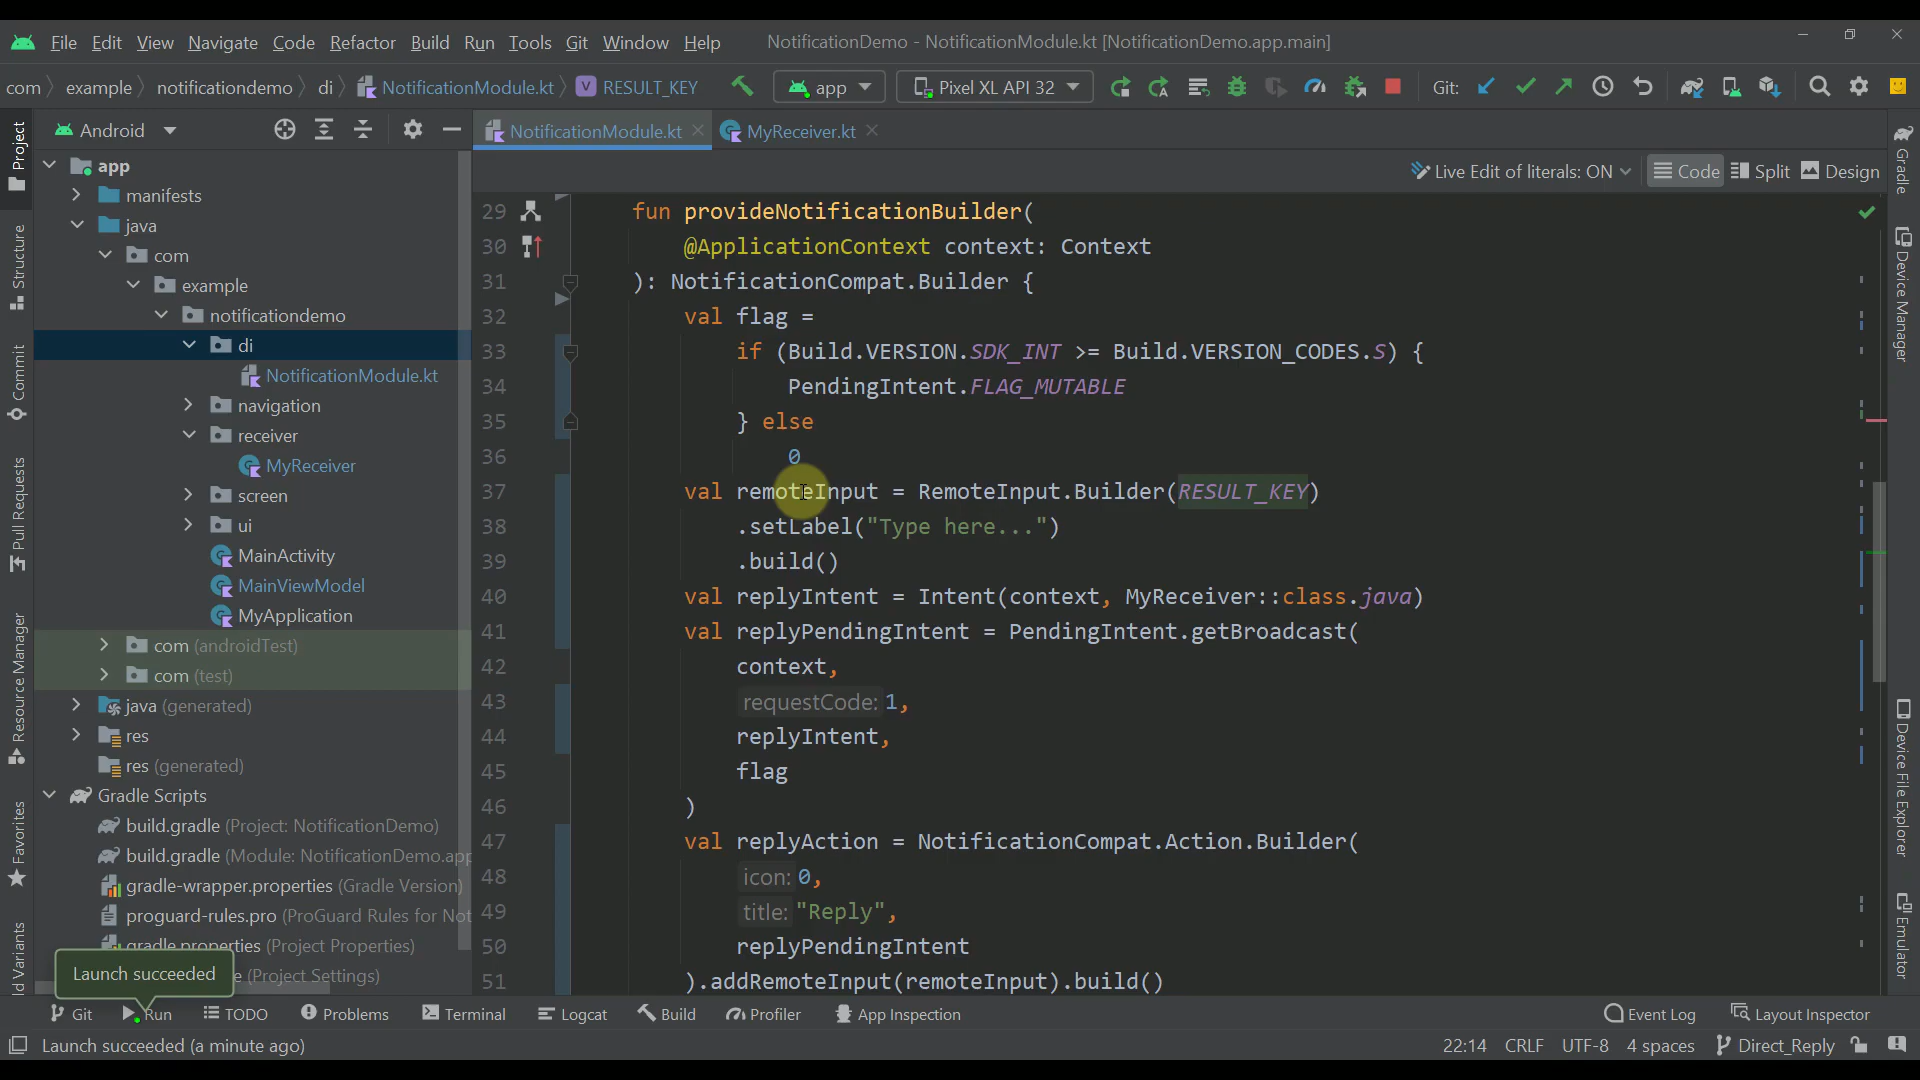 File Edit View Navigate Code Refactor Build Run Tools Git Window Help NotificationDemo - NotificationModule.kt [NotificationDemo.app.main]
com example notificationdemo di NotificationModule.kt RESULT_KEY app Pixel XL API 32 Git:
Android
NotificationModule.kt MyReceiver.kt
Live Edit of literals: ON Code Split Design
app
manifests
java
com
example
notificationdemo
di
NotificationModule.kt
navigation
receiver
MyReceiver
screen
ui
MainActivity
MainViewModel
MyApplication
com (androidTest)
com (test)
java (generated)
res
res (generated)
Gradle Scripts
build.gradle (Project: NotificationDemo)
build.gradle (Module: NotificationDemo.app
gradle-wrapper.properties (Gradle Version)
proguard-rules.pro (ProGuard Rules for Not
gradle.properties (Project Properties)
e (Project Settings)
Launch succeeded
29 fun provideNotificationBuilder(
30 @ApplicationContext context: Context
31 ): NotificationCompat.Builder {
32 val flag =
33 if (Build.VERSION.SDK_INT >= Build.VERSION_CODES.S) {
34 PendingIntent.FLAG_MUTABLE
35 } else
36 0
37 val remoteInput = RemoteInput.Builder(RESULT_KEY)
38 .setLabel("Type here...")
39 .build()
40 val replyIntent = Intent(context, MyReceiver::class.java)
41 val replyPendingIntent = PendingIntent.getBroadcast(
42 context,
43 requestCode: 1,
44 replyIntent,
45 flag
46 )
47 val replyAction = NotificationCompat.Action.Builder(
48 icon: 0,
49 title: "Reply",
50 replyPendingIntent
51 ).addRemoteInput(remoteInput).build()
Project
Structure
Commit
Pull Requests
Resource Manager
Favorites
ld Variants
Gradle
Device Manager
Device File Explorer
Emulator
Git Run TODO Problems Terminal Logcat Build Profiler App Inspection Event Log Layout Inspector
Launch succeeded (a minute ago) 22:14 CRLF UTF-8 4 spaces Direct_Reply